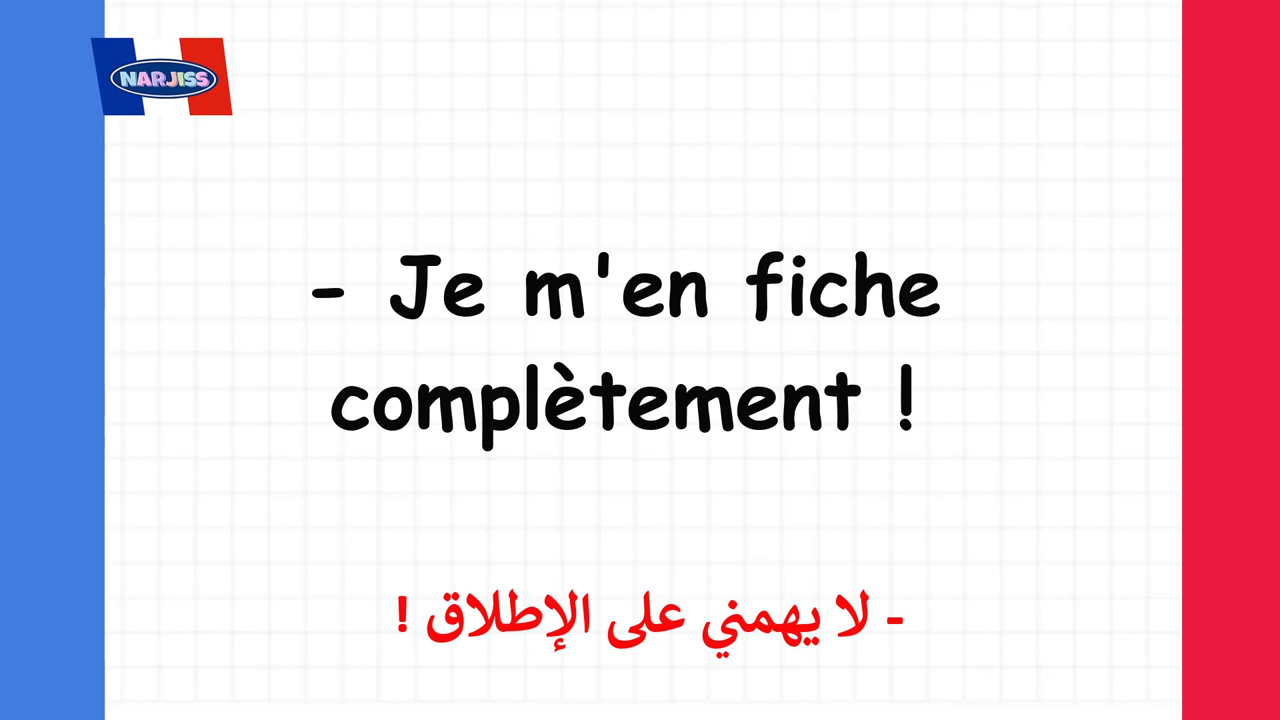 NARJISS
- Je m'en fiche
complètement !
- لا يهمني على الإطلاق !